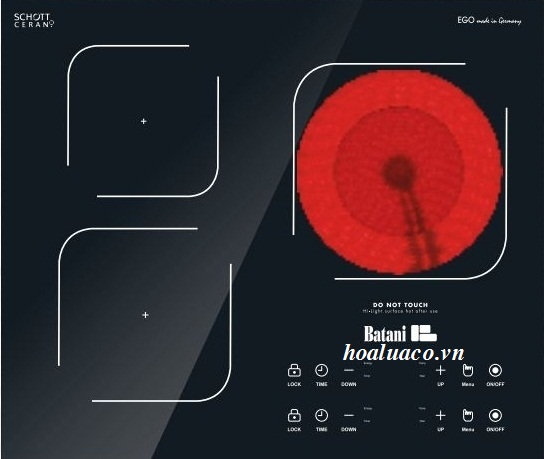 SCHOTT
CERAN
EGO made in Germany
DO NOT TOUCH
Hi-Light surface hot after use
Batani
hoaluaco.vn
LOCK TIME DOWN UP Menu ON/OFF
LOCK TIME DOWN UP Menu ON/OFF